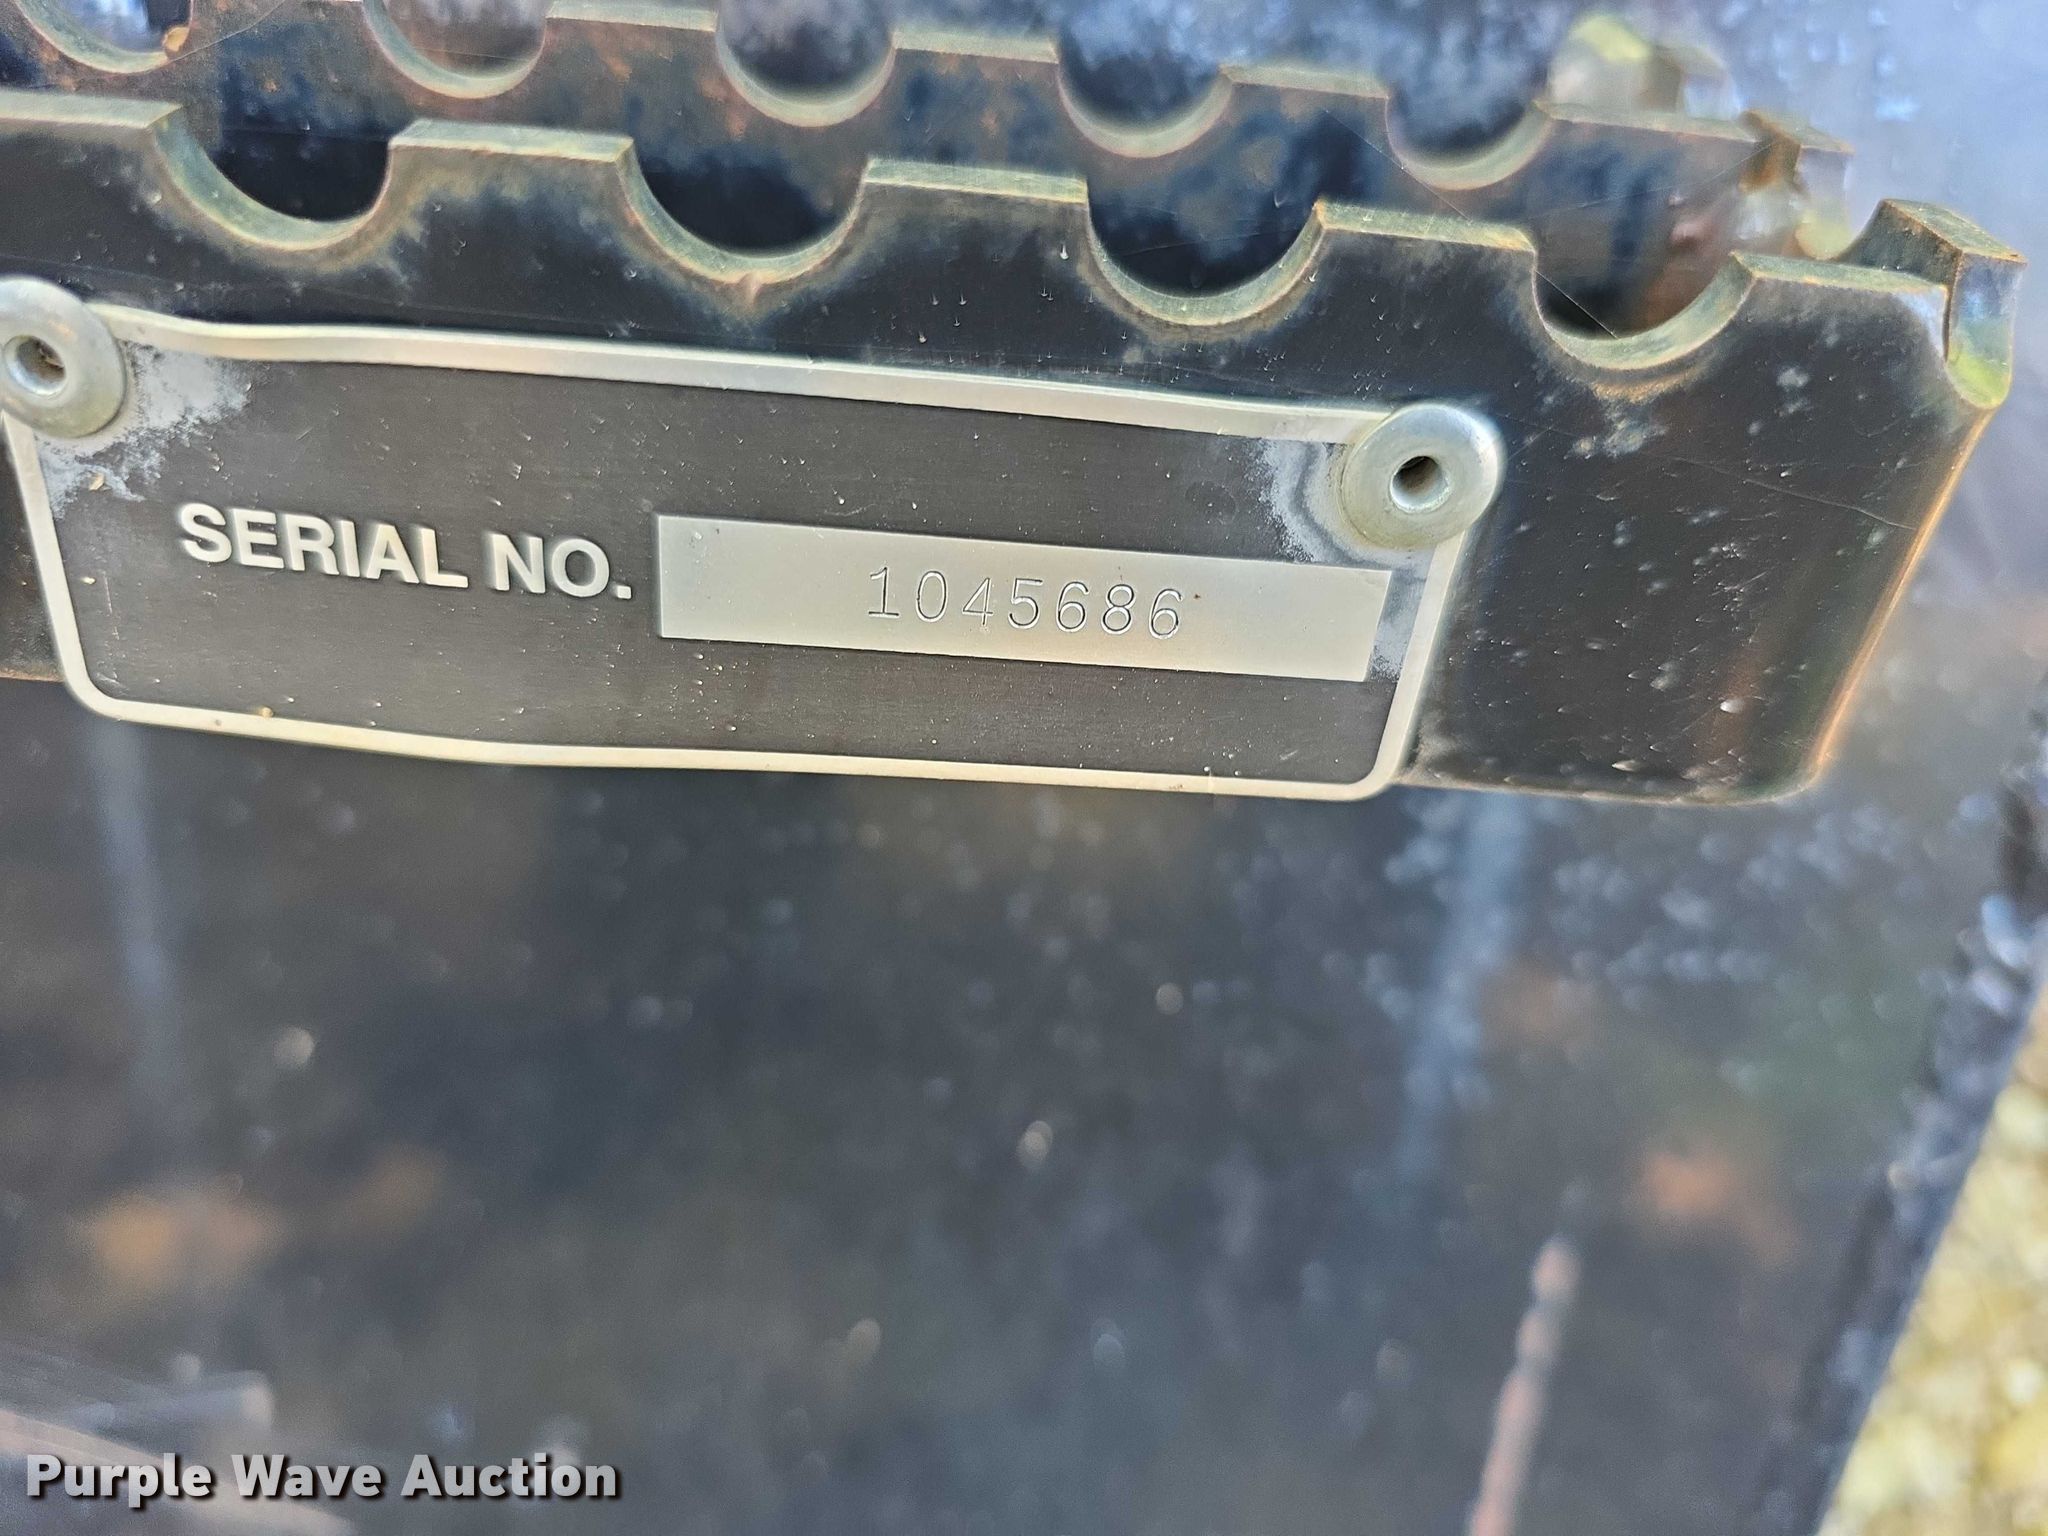 SERIAL NO. 1045686
Purple Wave Auction